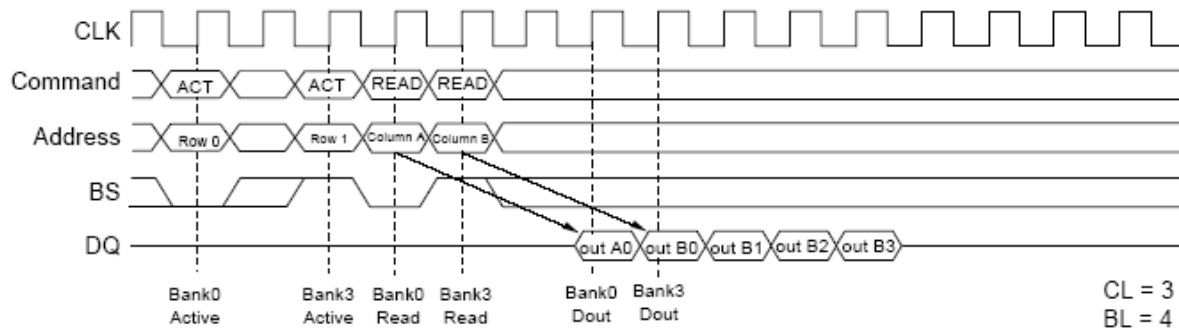 CLK
Command ACT ACT READ READ
Address Row 0 Row 1 Column A Column B
BS
DQ out A0 out B0 out B1 out B2 out B3
Bank0 Bank3 Bank0 Bank3 Bank0 Bank3 CL = 3
Active Active Read Read Dout Dout BL = 4